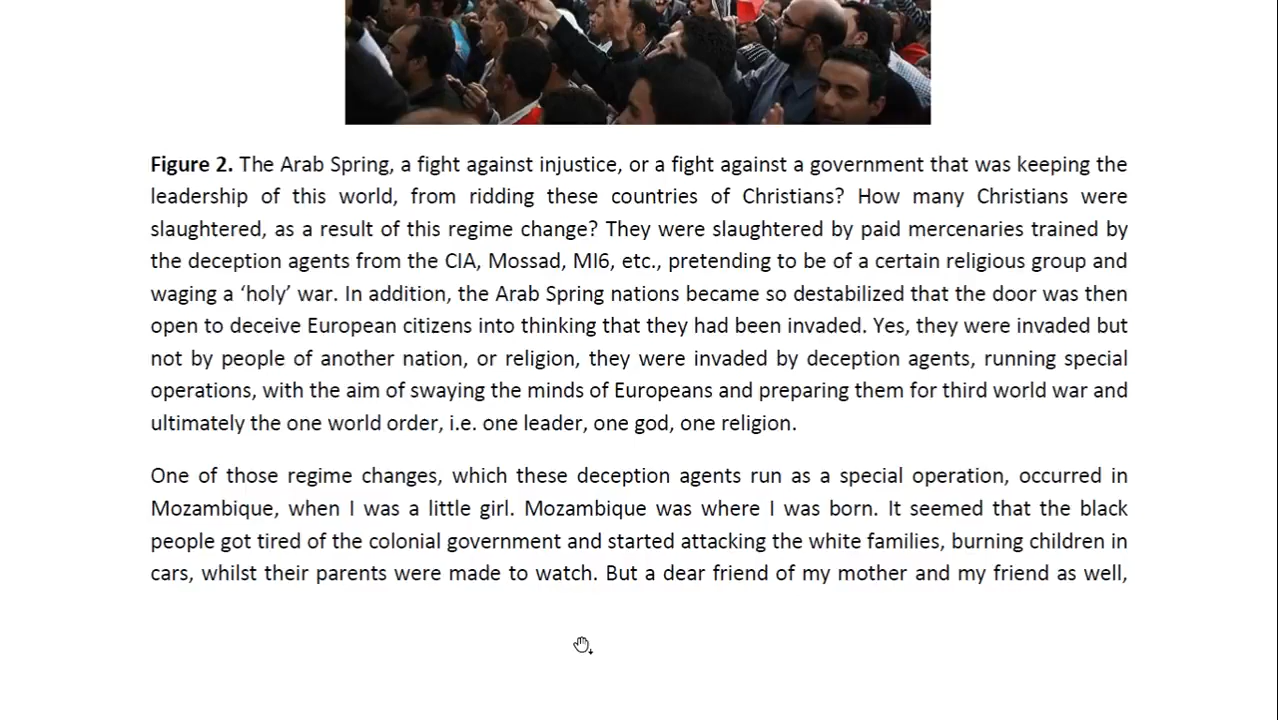 Figure 2. The Arab Spring, a fight against injustice, or a fight against a government that was keeping the
leadership of this world, from ridding these countries of Christians? How many Christians were
slaughtered, as a result of this regime change? They were slaughtered by paid mercenaries trained by
the deception agents from the CIA, Mossad, MI6, etc., pretending to be of a certain religious group and
waging a ‘holy’ war. In addition, the Arab Spring nations became so destabilized that the door was then
open to deceive European citizens into thinking that they had been invaded. Yes, they were invaded but
not by people of another nation, or religion, they were invaded by deception agents, running special
operations, with the aim of swaying the minds of Europeans and preparing them for third world war and
ultimately the one world order, i.e. one leader, one god, one religion.
One of those regime changes, which these deception agents run as a special operation, occurred in
Mozambique, when I was a little girl. Mozambique was where I was born. It seemed that the black
people got tired of the colonial government and started attacking the white families, burning children in
cars, whilst their parents were made to watch. But a dear friend of my mother and my friend as well,